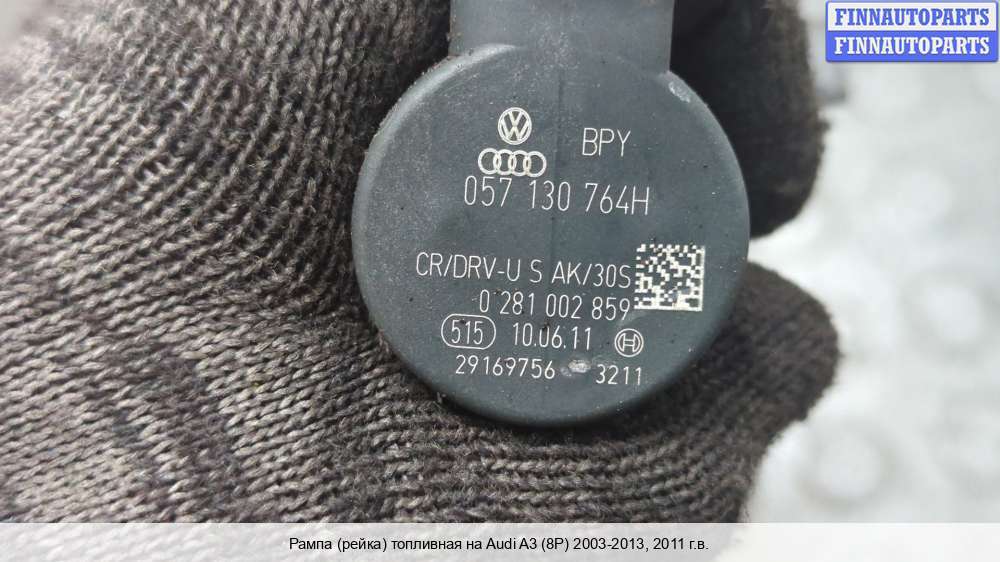 FINNAUTOPARTS
FINNAUTOPARTS
BPY
057 130 764H
CR/DRV-U S AK/30S
0 281 002 859
515 10.06.11 H
29169756 3211
Рампа (рейка) топливная на Audi A3 (8P) 2003-2013, 2011 г.в.